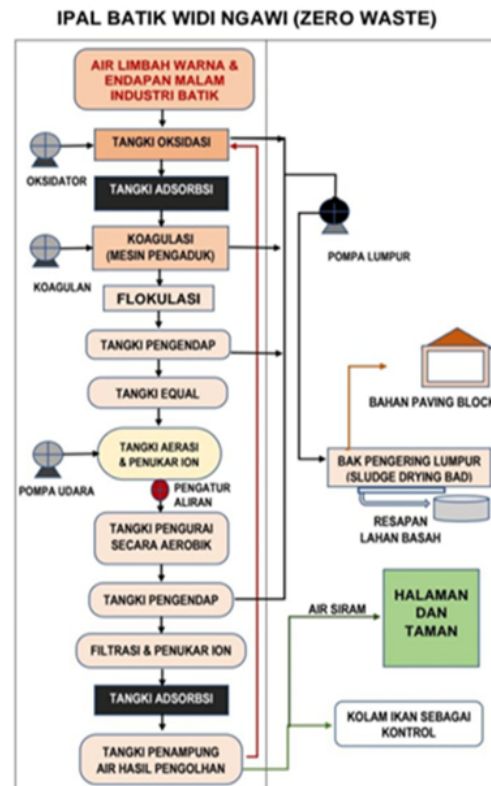 IPAL BATIK WIDI NGAWI (ZERO WASTE)
AIR LIMBAH WARNA &
ENDAPAN MALAM
INDUSTRI BATIK
TANGKI OKSIDASI
OKSIDATOR
TANGKI ADSORBSI
KOAGULASI
(MESIN PENGADUK)
KOAGULAN
FLOKULASI
TANGKI PENGENDAP
TANGKI EQUAL
TANGKI AERASI
& PENUKAR ION
POMPA UDARA
PENGATUR
ALIRAN
TANGKI PENGURAI
SECARA AEROBIK
TANGKI PENGENDAP
FILTRASI & PENUKAR ION
TANGKI ADSORBSI
TANGKI PENAMPUNG
AIR HASIL PENGOLHAN
POMPA LUMPUR
BAHAN PAVING BLOCK
BAK PENGERING LUMPUR
(SLUDGE DRYING BAD)
RESAPAN
LAHAN BASAH
AIR SIRAM
HALAMAN
DAN
TAMAN
KOLAM IKAN SEBAGAI
KONTROL